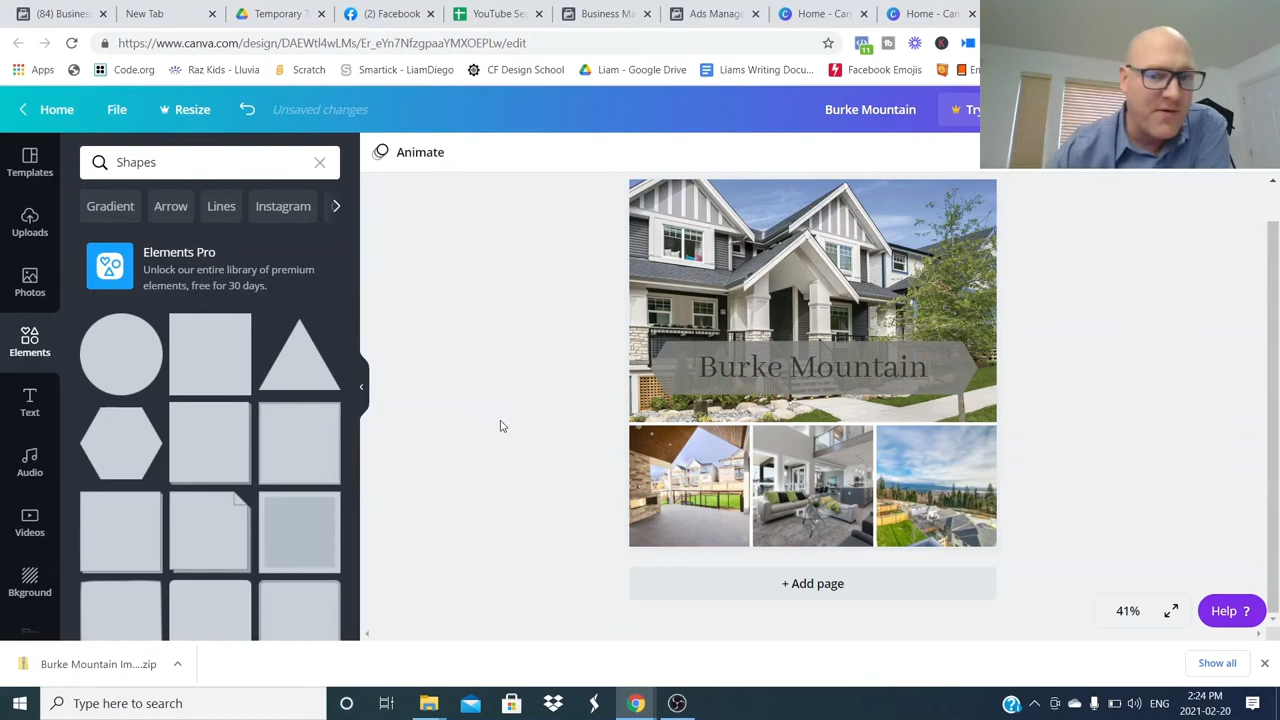 (84) Busines
New Tab
Temporary T
(2) Facebook
YouTube Se
Business Ma
Ads Manage
Home - Can
Home - Can
https://www.canva.com/design/DAEWtl4wLMs/Er_eYn7NfzgpaaYMXOEPLw/edit
11
Apps
Code.org
Raz Kids - Lluvia
Scratch
Smartick - LiamDiego
CF Design School
Liam - Google Drive
Liams Writing Docu...
Facebook Emojis
Em
Home
File
Resize
Unsaved changes
Burke Mountain
Try
Templates
Uploads
Photos
Elements
Text
Audio
Videos
Bkground
Shapes
Gradient
Arrow
Lines
Instagram
Elements Pro
Unlock our entire library of premium
elements, free for 30 days.
Animate
Burke Mountain
+ Add page
41%
Help ?
Burke Mountain Im....zip
Show all
Type here to search
ENG
2:24 PM
2021-02-20